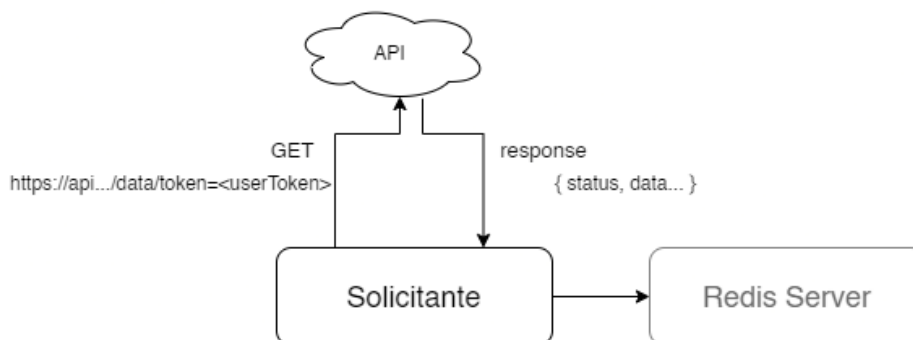 API
GET
response
https://api.../data/token=<userToken>
{ status, data... }
Solicitante
Redis Server